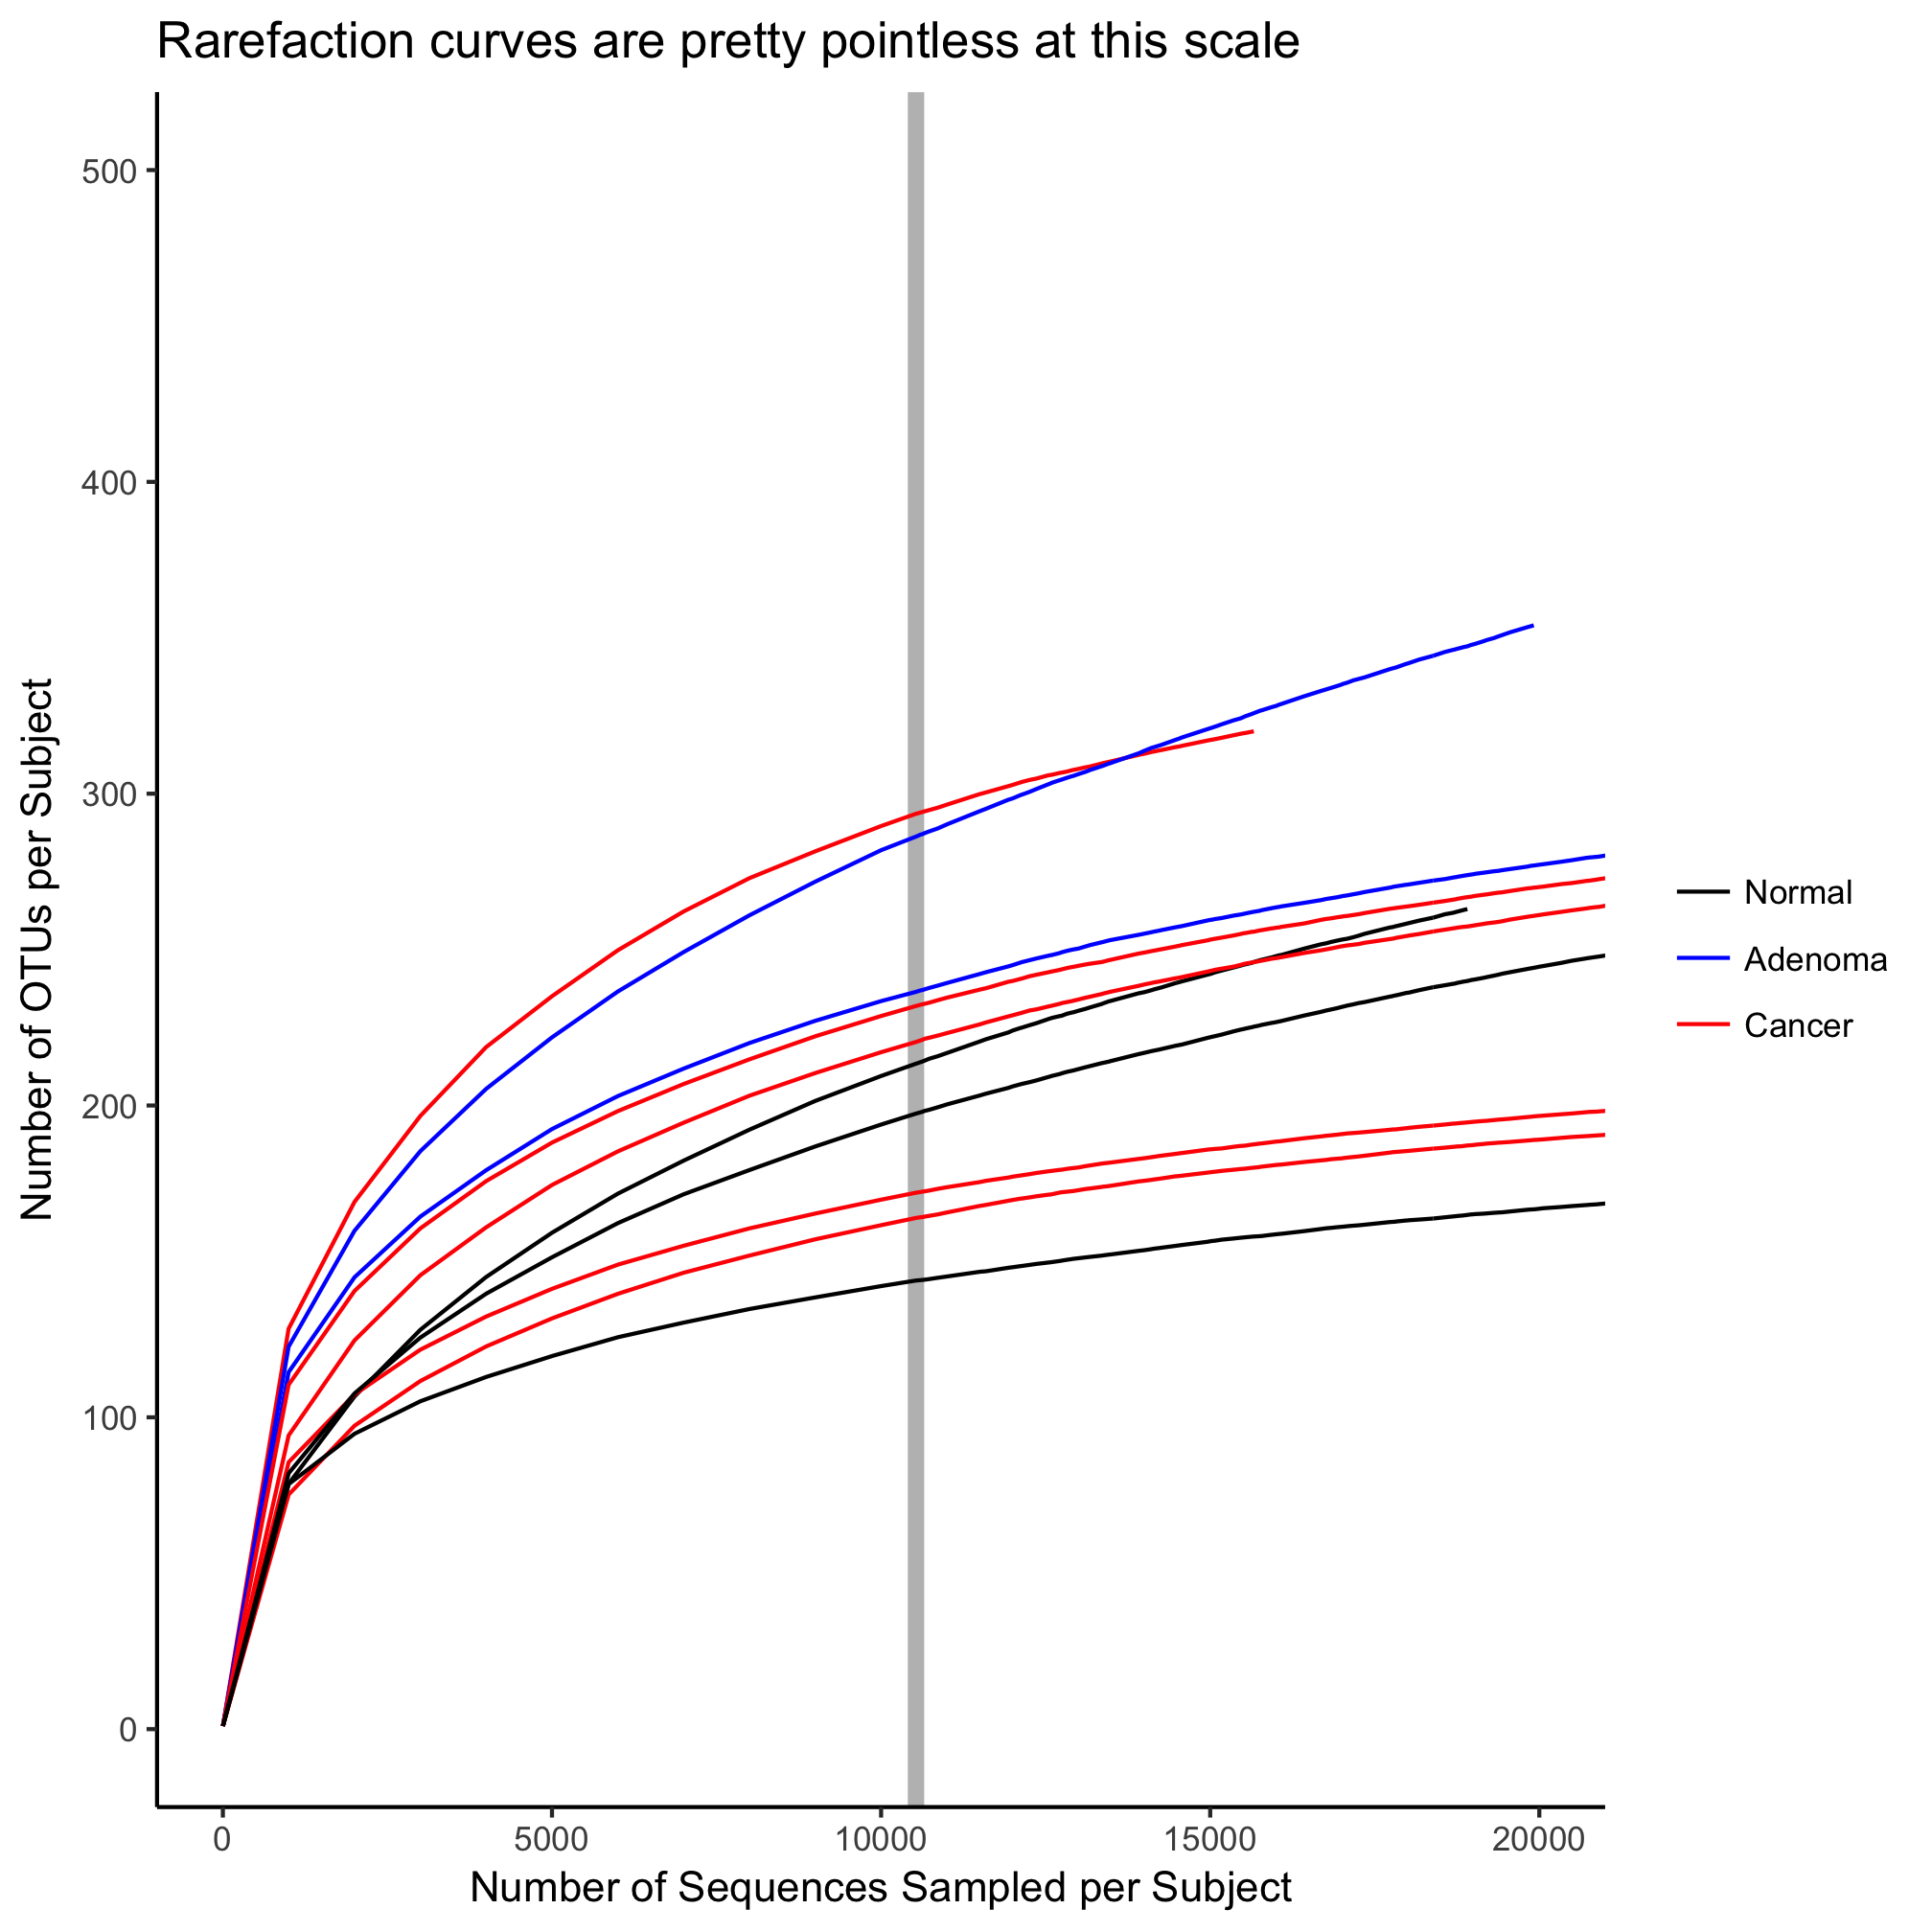 Rarefaction curves are pretty pointless at this scale
500
400
300
200
100
0
Number of OTUs per Subject
0 5000 10000 15000 20000
Number of Sequences Sampled per Subject
Normal
Adenoma
Cancer